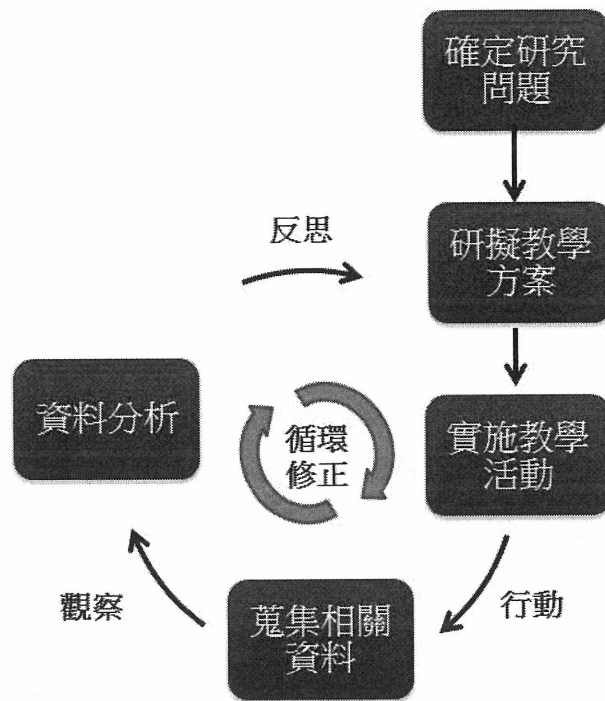 確定研究
問題
反思
研擬教學
方案
資料分析
循環
修正
實施教學
活動
觀察
蒐集相關
資料
行動